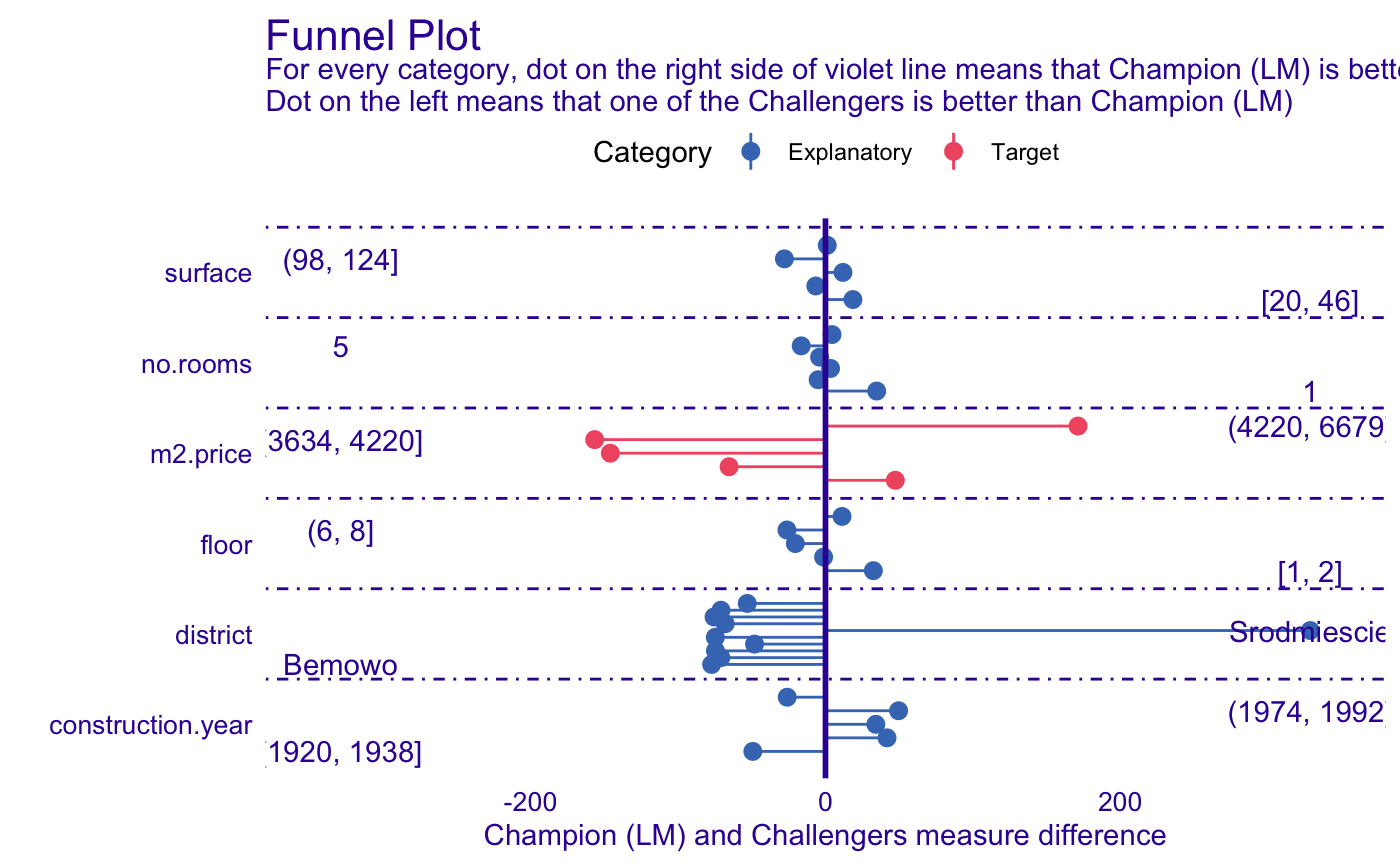 Funnel Plot
For every category, dot on the right side of violet line means that Champion (LM) is bett
Dot on the left means that one of the Challengers is better than Champion (LM)
Category Explanatory Target
surface (98, 124] [20, 46]
no.rooms 5 1
m2.price 3634, 4220] (4220, 6679]
floor (6, 8] [1, 2]
district Bemowo Srodmiescie
construction.year 1920, 1938] (1974, 1992]
-200 0 200
Champion (LM) and Challengers measure difference